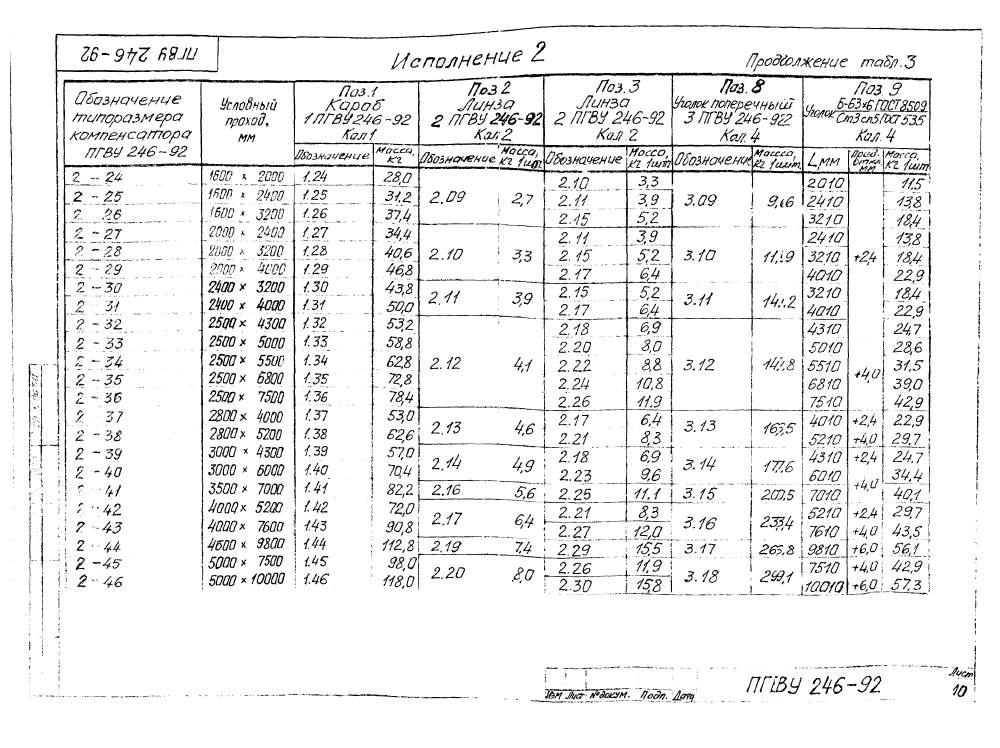 ПГВУ 246-92
Исполнение 2
Продолжение табл. 3
Обозначение типоразмера компенсатора ПГВУ 246-92
Условный проход, мм
Поз. 1 Караб 1 ПГВУ 246-92 Кол 1
Поз 2 Линза 2 ПГВУ 246-92 Кол. 2
Поз. 3 Линза 2 ПГВУ 246-92 Кол. 2
Поз. 8 Уголок поперечный 3 ПГВУ 246-922 Кол. 4
Поз 9 Уголок Б-63х6 ГОСТ 8509 Ст3сп5 ГОСТ 535 Кол. 4
Обозначение Масса, кг Обозначение Масса, кг 1шт Обозначение Масса, кг 1шт Обозначение Масса, кг 1шт L, мм Пред. откл. мм Масса, кг 1шт
2 - 24 1600 х 2000 1.24 28,0 2.10 3,3 2010 11,5
2 - 25 1600 х 2400 1.25 31,2 2.09 2,7 2.11 3,9 3.09 2410 13,8
2 26 1600 х 3200 1.26 37,4 2.15 5,2 3210 18,4
2 - 27 2000 х 2400 1.27 34,4 2.11 3,9 2410 13,8
2 - 28 2000 х 3200 1.28 40,6 2.10 3,3 2.15 5,2 3.10 3210 +2,4 18,4
2 - 29 2000 х 4000 1.29 46,8 2.17 6,4 4010 22,9
2 - 30 2400 х 3200 1.30 43,8 2.11 3,9 2.15 5,2 3.11 3210 18,4
2 31 2400 х 4000 1.31 50,0 2.17 6,4 4010 22,9
2 - 32 2500 х 4300 1.32 53,2 2.18 6,9 4310 24,7
2 - 33 2500 х 5000 1.33 58,8 2.20 8,0 5010 28,6
2 - 34 2500 х 5500 1.34 62,8 2.12 4,1 2.22 8,8 3.12 5510 +4,0 31,5
2 - 35 2500 х 6800 1.35 72,8 2.24 10,8 6810 39,0
2 - 36 2500 х 7500 1.36 78,4 2.26 11,9 7510 42,9
2 37 2800 х 4000 1.37 53,0 2.13 4,6 2.17 6,4 3.13 4010 +2,4 22,9
2 - 38 2800 х 5200 1.38 62,6 2.21 8,3 5210 +4,0 29,7
2 - 39 3000 х 4300 1.39 57,0 2.14 4,9 2.18 6,9 3.14 4310 +2,4 24,7
2 - 40 3000 х 6000 1.40 70,4 2.23 9,6 6010 +4,0 34,4
2 - 41 3500 х 7000 1.41 82,2 2.16 5,6 2.25 11,1 3.15 7010 40,1
2 - 42 4000 х 5200 1.42 72,0 2.17 6,4 2.21 8,3 3.16 5210 +2,4 29,7
2 - 43 4000 х 7600 1.43 90,8 2.27 12,0 7610 +4,0 43,5
2 - 44 4600 х 9800 1.44 112,8 2.19 7,4 2.29 15,5 3.17 9810 +6,0 56,1
2 - 45 5000 х 7500 1.45 98,0 2.20 8,0 2.26 11,9 3.18 7510 +4,0 42,9
2 - 46 5000 х 10000 1.46 118,0 2.30 15,8 10010 +6,0 57,3
Изм Лист № докум. Подп. Дата
ПГВУ 246-92
Лист 10